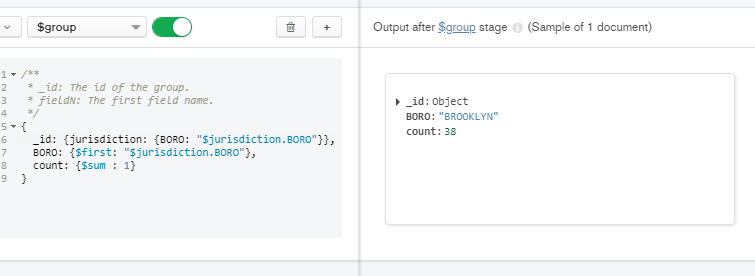 $group
+
Output after $group stage (Sample of 1 document)
1 /**
2 * _id: The id of the group.
3 * fieldN: The first field name.
4 */
5 {
6 _id: {jurisdiction: {BORO: "$jurisdiction.BORO"}},
7 BORO: {$first: "$jurisdiction.BORO"},
8 count: {$sum : 1}
9 }
_id: Object
BORO: "BROOKLYN"
count: 38